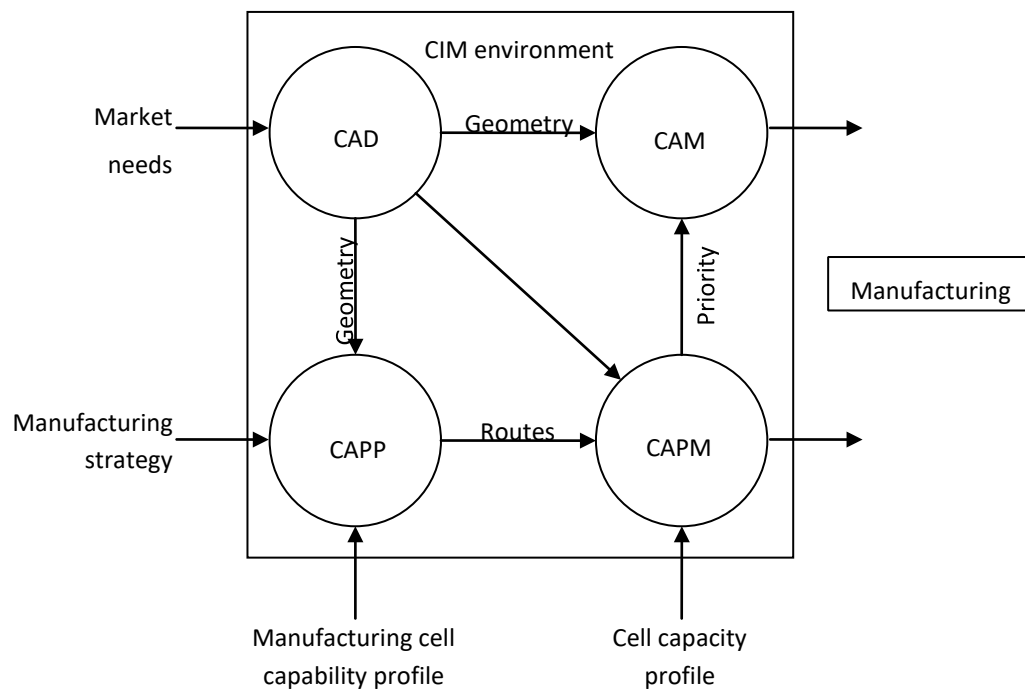 CIM environment
Market
needs
CAD
Geometry
CAM
Geometry
Priority
Manufacturing
Manufacturing
strategy
CAPP
Routes
CAPM
Manufacturing cell
capability profile
Cell capacity
profile